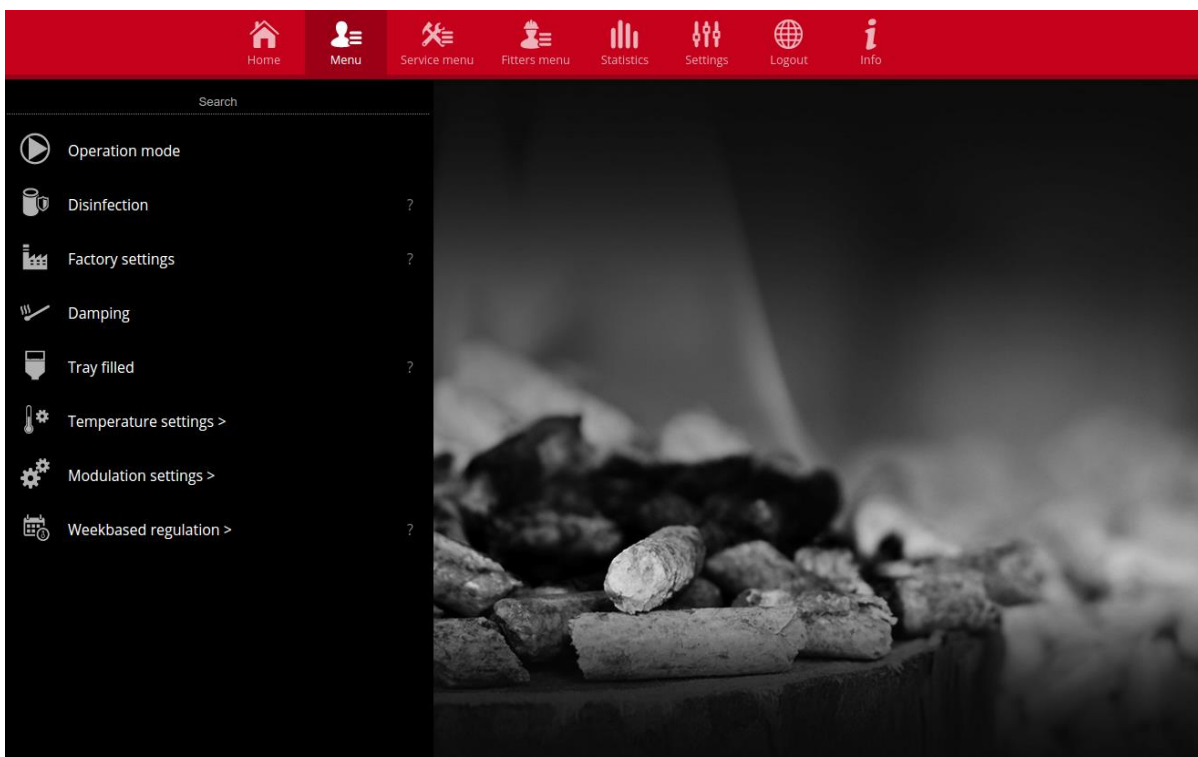 Home Menu Service menu Fitters menu Statistics Settings Logout Info
Search
Operation mode
Disinfection ?
Factory settings ?
Damping
Tray filled ?
Temperature settings >
Modulation settings >
Weekbased regulation > ?